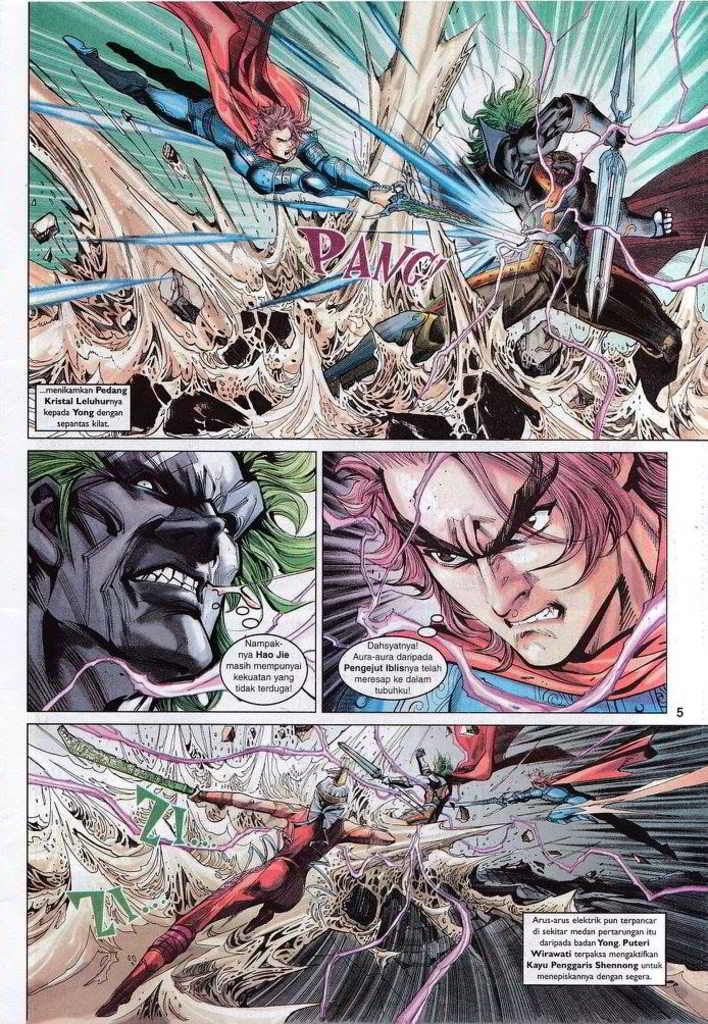 PANG!
...menikamkan Pedang
Kristal Leluhurnya
kepada Yong dengan
sepantas kilat.
Nampak-
nya Hao Jie
masih mempunyai
kekuatan yang
tidak terduga!
Dahsyatnya!
Aura-aura daripada
Pengejut Iblisnya telah
meresap ke dalam
tubuhku!
5
ZI...
ZI...
Arus-arus elektrik pun terpancar
di sekitar medan pertarungan itu
daripada badan Yong. Puteri
Wirawati terpaksa mengaktifkan
Kayu Penggaris Shennong untuk
menepiskannya dengan segera.